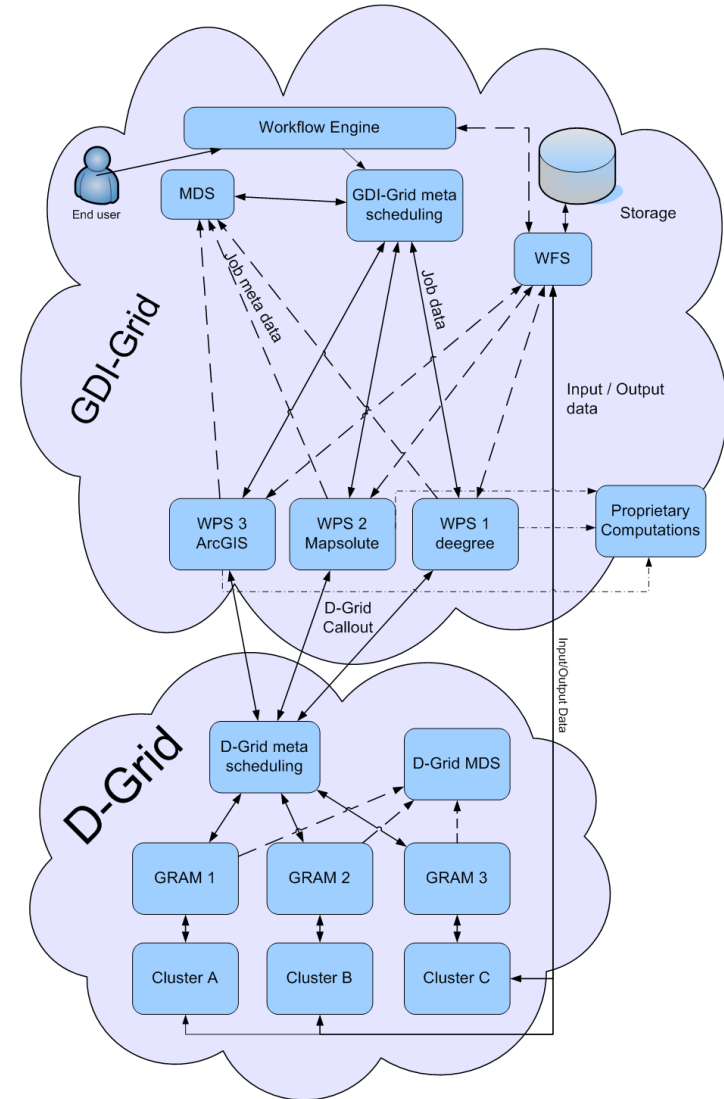 Workflow Engine
End user
MDS
GDI-Grid meta
scheduling
Storage
WFS
Job meta data
Job data
GDI-Grid
Input / Output
data
WPS 3
ArcGIS
WPS 2
Mapsolute
WPS 1
deegree
Proprietary
Computations
D-Grid
Callout
Input/Output Data
D-Grid
D-Grid meta
scheduling
D-Grid MDS
GRAM 1
GRAM 2
GRAM 3
Cluster A
Cluster B
Cluster C